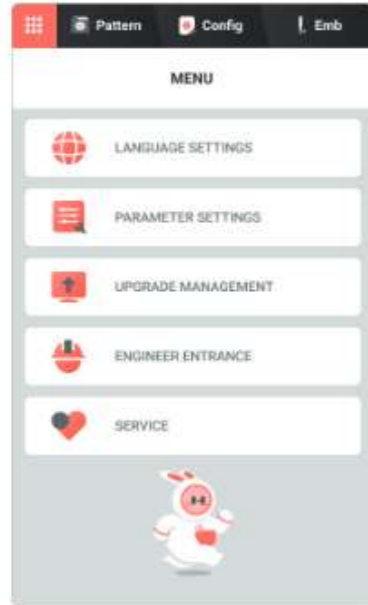 Pattern Config Emb
MENU
LANGUAGE SETTINGS
PARAMETER SETTINGS
UPGRADE MANAGEMENT
ENGINEER ENTRANCE
SERVICE